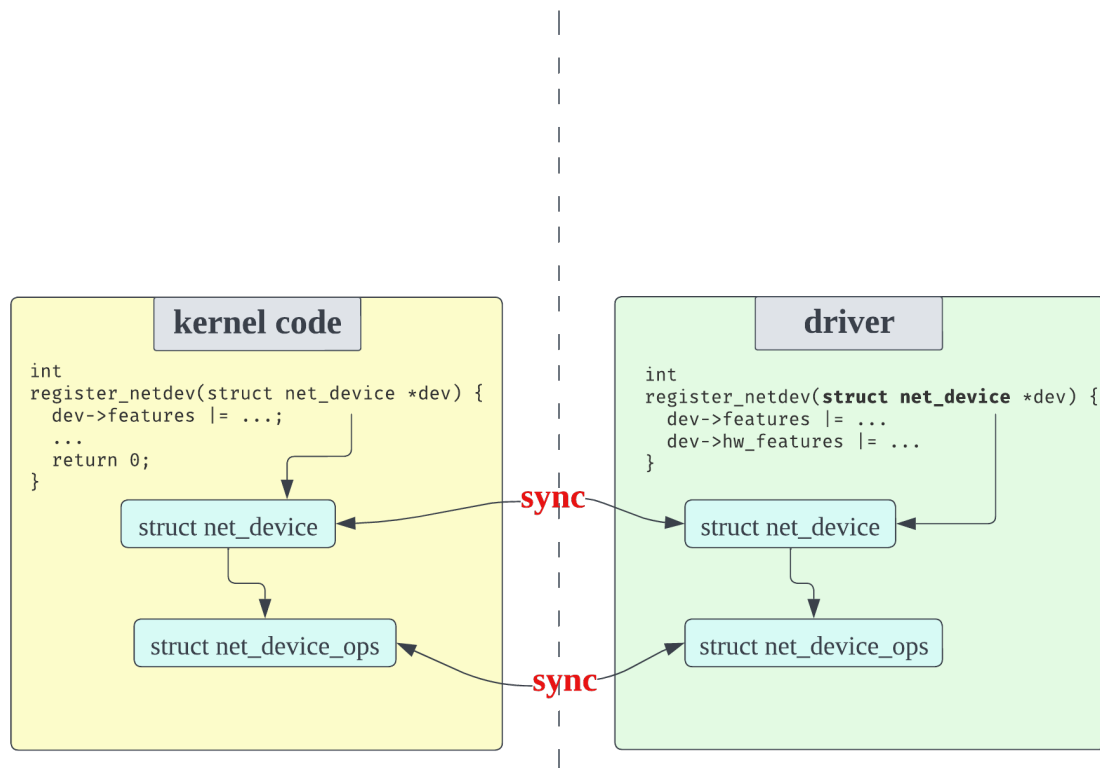 kernel code
int
register_netdev(struct net_device *dev) {
  dev->features |= ...;
  ...
  return 0;
}
struct net_device
struct net_device_ops
sync
sync
driver
int
register_netdev(struct net_device *dev) {
  dev->features |= ...
  dev->hw_features |= ...
}
struct net_device
struct net_device_ops